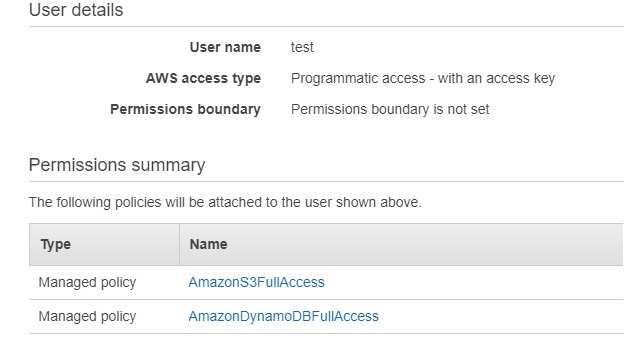 User details
User name test
AWS access type Programmatic access - with an access key
Permissions boundary Permissions boundary is not set
Permissions summary
The following policies will be attached to the user shown above.
Type Name
Managed policy AmazonS3FullAccess
Managed policy AmazonDynamoDBFullAccess